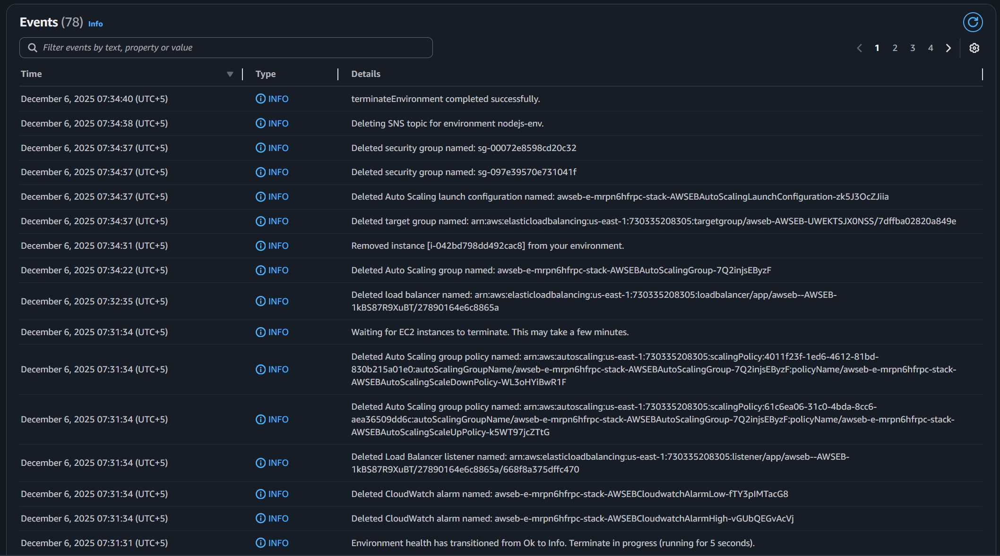 Events (78) Info
Filter events by text, property or value
1 2 3 4
Time Type Details
December 6, 2025 07:34:40 (UTC+5) INFO terminateEnvironment completed successfully.
December 6, 2025 07:34:38 (UTC+5) INFO Deleting SNS topic for environment nodejs-env.
December 6, 2025 07:34:37 (UTC+5) INFO Deleted security group named: sg-00072e8598cd20c32
December 6, 2025 07:34:37 (UTC+5) INFO Deleted security group named: sg-097e39570e731041f
December 6, 2025 07:34:37 (UTC+5) INFO Deleted Auto Scaling launch configuration named: awseb-e-mrpn6hfrpc-stack-AWSEBAutoScalingLaunchConfiguration-zk5J3OcZJiia
December 6, 2025 07:34:37 (UTC+5) INFO Deleted target group named: arn:aws:elasticloadbalancing:us-east-1:730335208305:targetgroup/awseb-AWSEB-UWEKTSJX0NSS/7dffba02820a849e
December 6, 2025 07:34:31 (UTC+5) INFO Removed instance [i-042bd798dd492cac8] from your environment.
December 6, 2025 07:34:22 (UTC+5) INFO Deleted Auto Scaling group named: awseb-e-mrpn6hfrpc-stack-AWSEBAutoScalingGroup-7Q2injsEByzF
December 6, 2025 07:32:35 (UTC+5) INFO Deleted load balancer named: arn:aws:elasticloadbalancing:us-east-1:730335208305:loadbalancer/app/awseb--AWSEB-
1kBS87R9XuBT/27890164e6c8865a
December 6, 2025 07:31:34 (UTC+5) INFO Waiting for EC2 instances to terminate. This may take a few minutes.
December 6, 2025 07:31:34 (UTC+5) INFO Deleted Auto Scaling group policy named: arn:aws:autoscaling:us-east-1:730335208305:scalingPolicy:4011f23f-1ed6-4612-81bd-
830b215a01e0:autoScalingGroupName/awseb-e-mrpn6hfrpc-stack-AWSEBAutoScalingGroup-7Q2injsEByzF:policyName/awseb-e-mrpn6hfrpc-stack-
AWSEBAutoScalingScaleDownPolicy-WL3oHYiBwR1F
December 6, 2025 07:31:34 (UTC+5) INFO Deleted Auto Scaling group policy named: arn:aws:autoscaling:us-east-1:730335208305:scalingPolicy:61c6ea06-31c0-4bda-8cc6-
aea36509dd6c:autoScalingGroupName/awseb-e-mrpn6hfrpc-stack-AWSEBAutoScalingGroup-7Q2injsEByzF:policyName/awseb-e-mrpn6hfrpc-stack-
AWSEBAutoScalingScaleUpPolicy-k5WT97jcZTtG
December 6, 2025 07:31:34 (UTC+5) INFO Deleted Load Balancer listener named: arn:aws:elasticloadbalancing:us-east-1:730335208305:listener/app/awseb--AWSEB-
1kBS87R9XuBT/27890164e6c8865a/668f8a375dffc470
December 6, 2025 07:31:34 (UTC+5) INFO Deleted CloudWatch alarm named: awseb-e-mrpn6hfrpc-stack-AWSEBCloudwatchAlarmLow-fTY3pIMTacG8
December 6, 2025 07:31:34 (UTC+5) INFO Deleted CloudWatch alarm named: awseb-e-mrpn6hfrpc-stack-AWSEBCloudwatchAlarmHigh-vGUbQEGvAcVj
December 6, 2025 07:31:31 (UTC+5) INFO Environment health has transitioned from Ok to Info. Terminate in progress (running for 5 seconds).